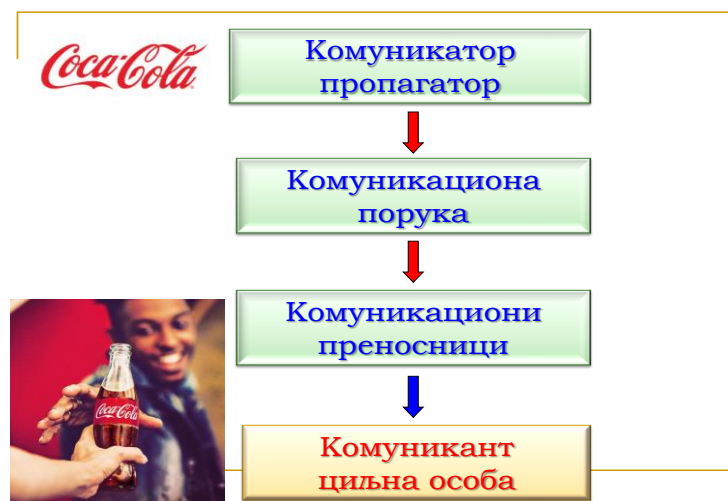 Coca-Cola
Комуникатор
пропагатор
Комуникациона
порука
Комуникациони
преносници
Coca-Cola
Комуникант
циљна особа